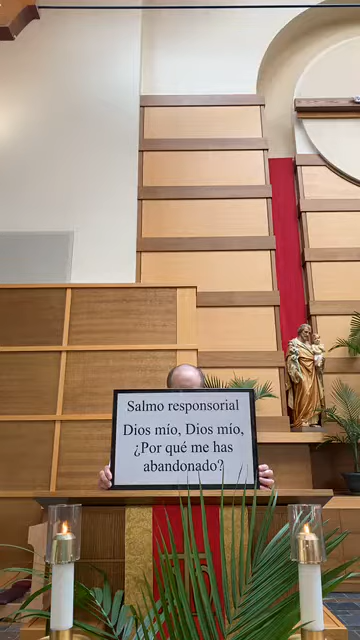 Salmo responsorial
Dios mío, Dios mío,
¿Por qué me has
abandonado?